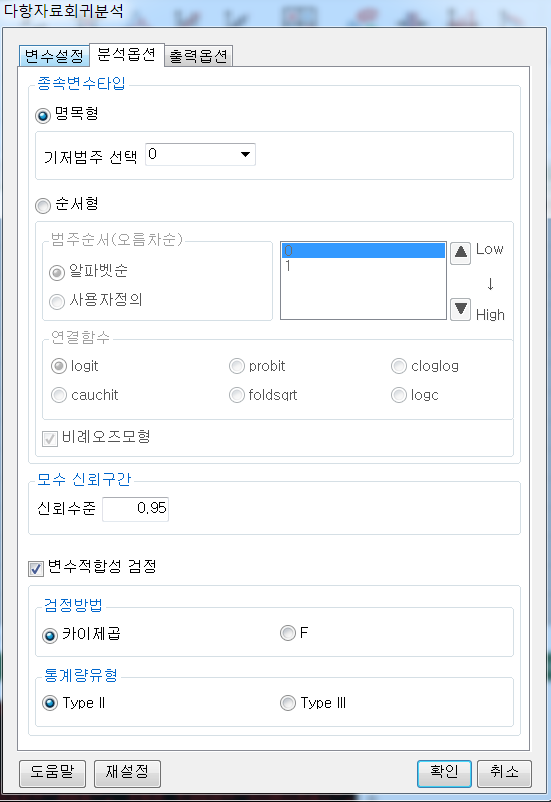 다항자료회귀분석
변수설정 분석옵션 출력옵션
종속변수타입
명목형
기저범주 선택 0
순서형
범주순서(오름차순)
알파벳순
사용자정의
0
1
Low
↓
High
연결함수
logit probit cloglog
cauchit foldsqrt logc
비례오즈모형
모수 신뢰구간
신뢰수준 0.95
변수적합성 검정
검정방법
카이제곱 F
통계량유형
Type II Type III
도움말 재설정 확인 취소